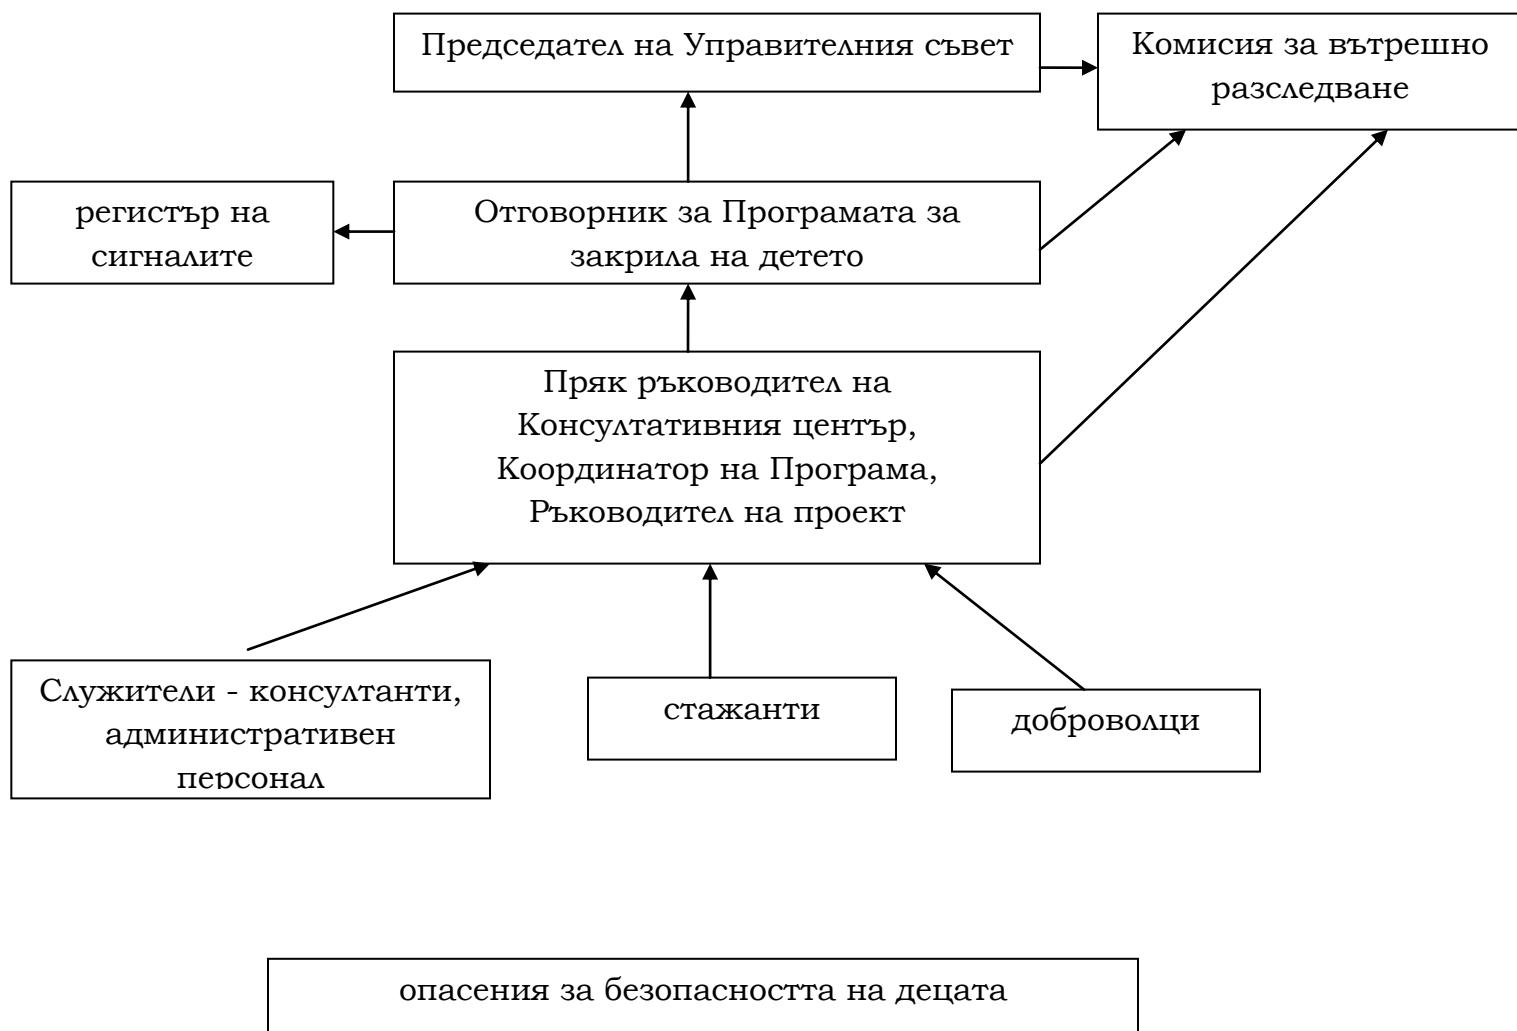 Председател на Управителния съвет
Комисия за вътрешно
разследване
регистър на
сигналите
Отговорник за Програмата за
закрила на детето
Пряк ръководител на
Консултативния център,
Координатор на Програма,
Ръководител на проект
Служители - консултанти,
административен
персонал
стажанти
доброволци
опасения за безопасността на децата